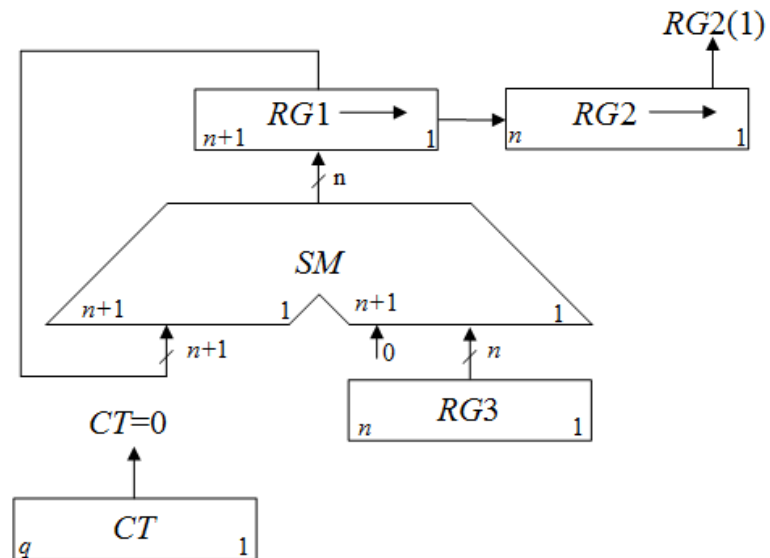 RG2(1)
RG1
n+1 1
RG2
n 1
n
SM
n+1 1 n+1 1
n+1
0
n
RG3
n 1
CT=0
CT
q 1